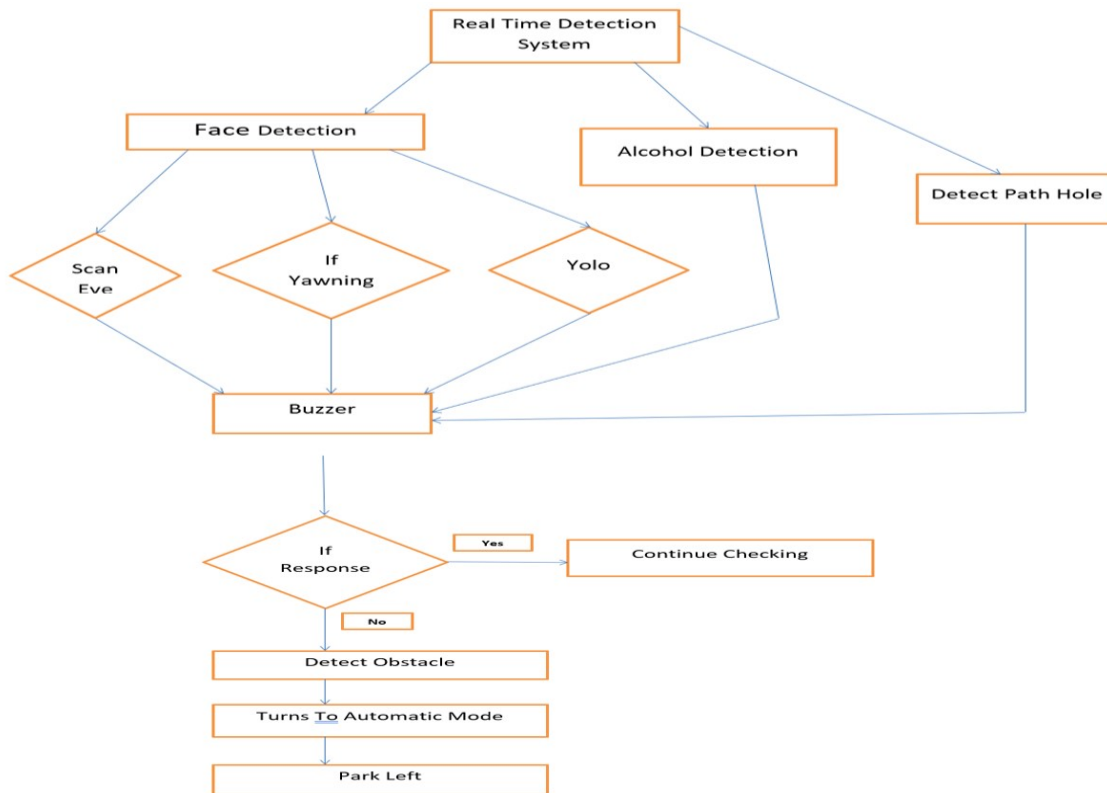 Real Time Detection
System
Face Detection
Alcohol Detection
Detect Path Hole
Scan
Eve
If
Yawning
Yolo
Buzzer
If
Response
Yes
Continue Checking
No
Detect Obstacle
Turns To Automatic Mode
Park Left